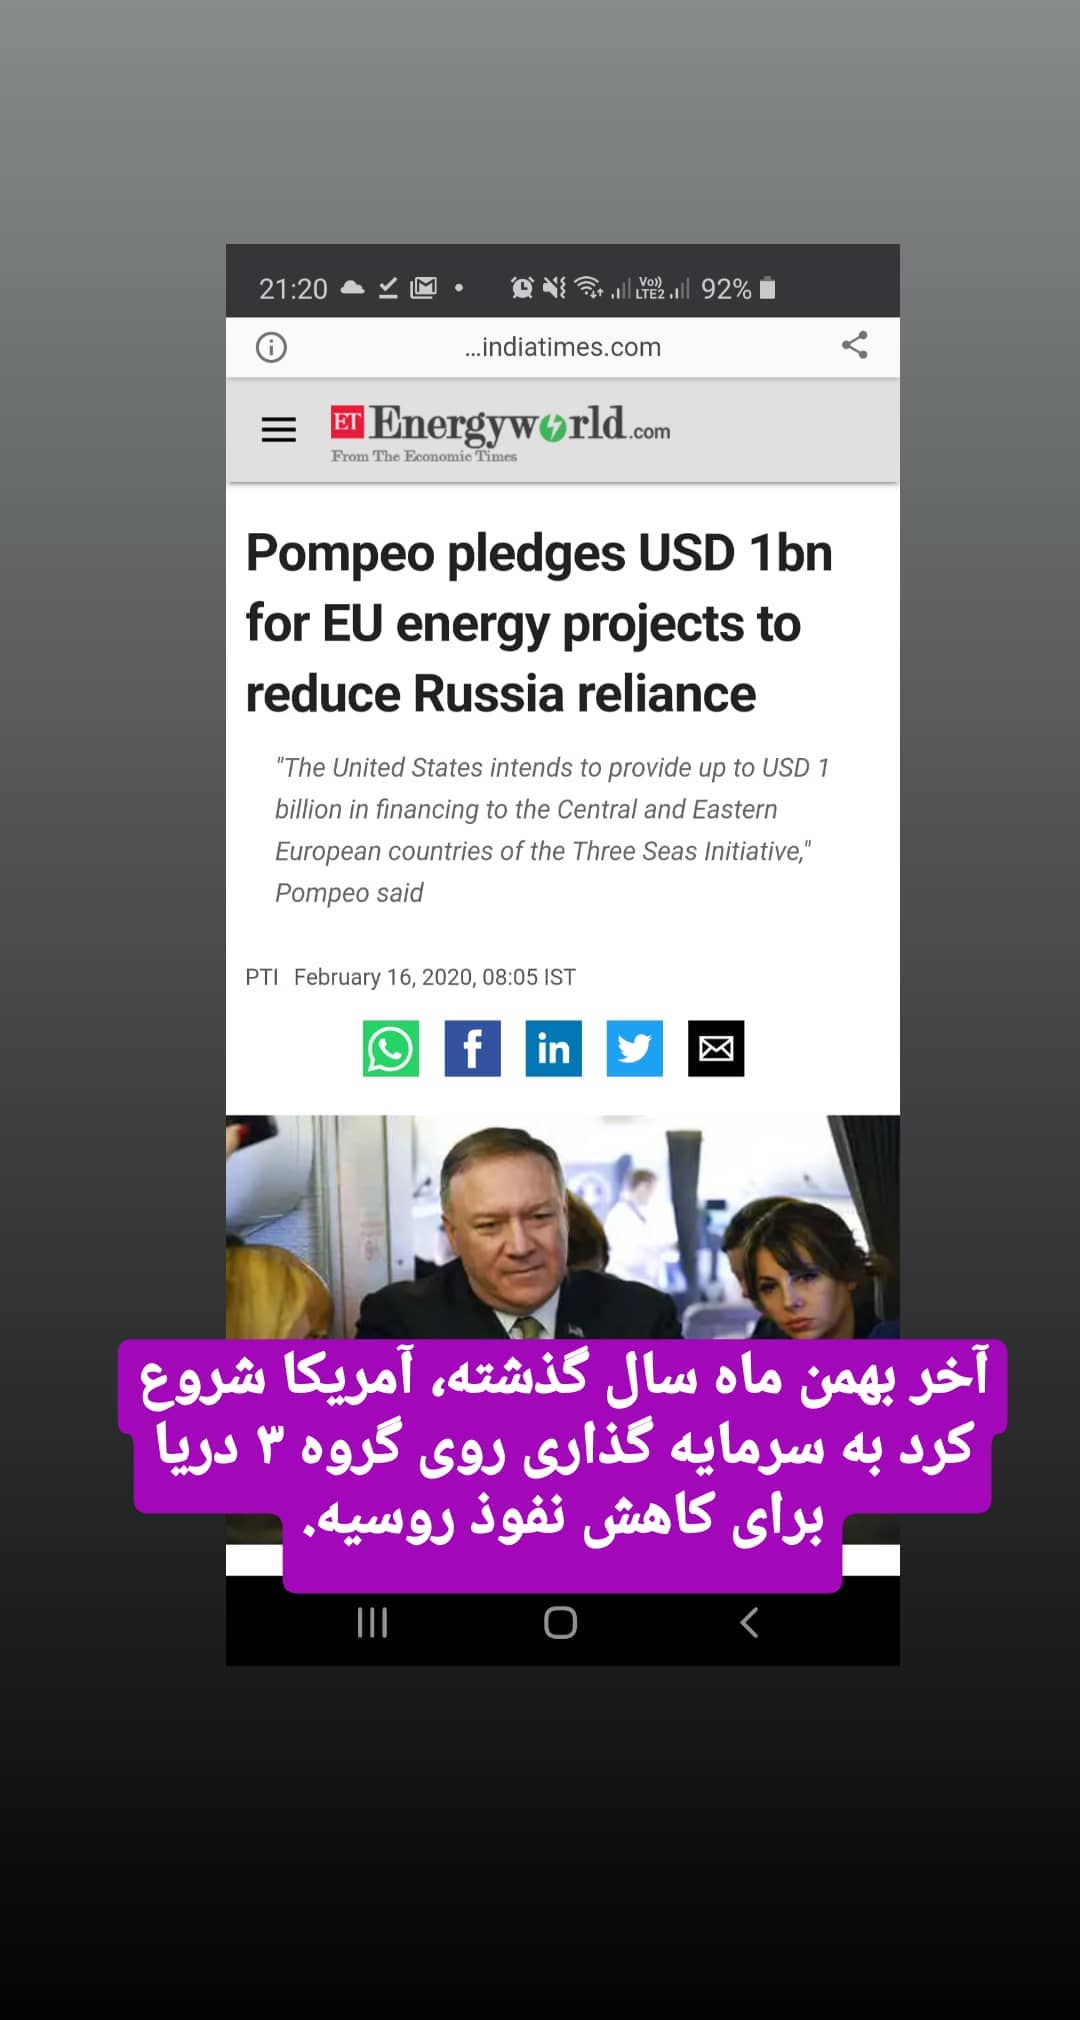 21:20
Vo))
LTE2
92%
...indiatimes.com
ET Energyworld.com
From The Economic Times
Pompeo pledges USD 1bn
for EU energy projects to
reduce Russia reliance
"The United States intends to provide up to USD 1
billion in financing to the Central and Eastern
European countries of the Three Seas Initiative,"
Pompeo said
PTI February 16, 2020, 08:05 IST
آخر بهمن ماه سال گذشته، آمریکا شروع
کرد به سرمایه گذاری روی گروه ۳ دریا
برای کاهش نفوذ روسیه.